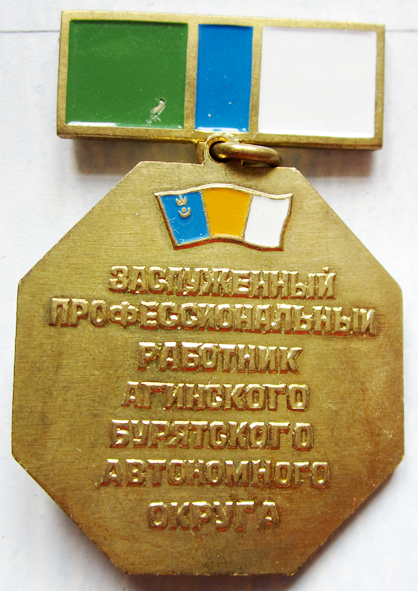 ЗАСЛУЖЕННЫЙ
ПРОФЕССИОНАЛЬНЫЙ
РАБОТНИК
АГИНСКОГО
БУРЯТСКОГО
АВТОНОМНОГО
ОКРУГА